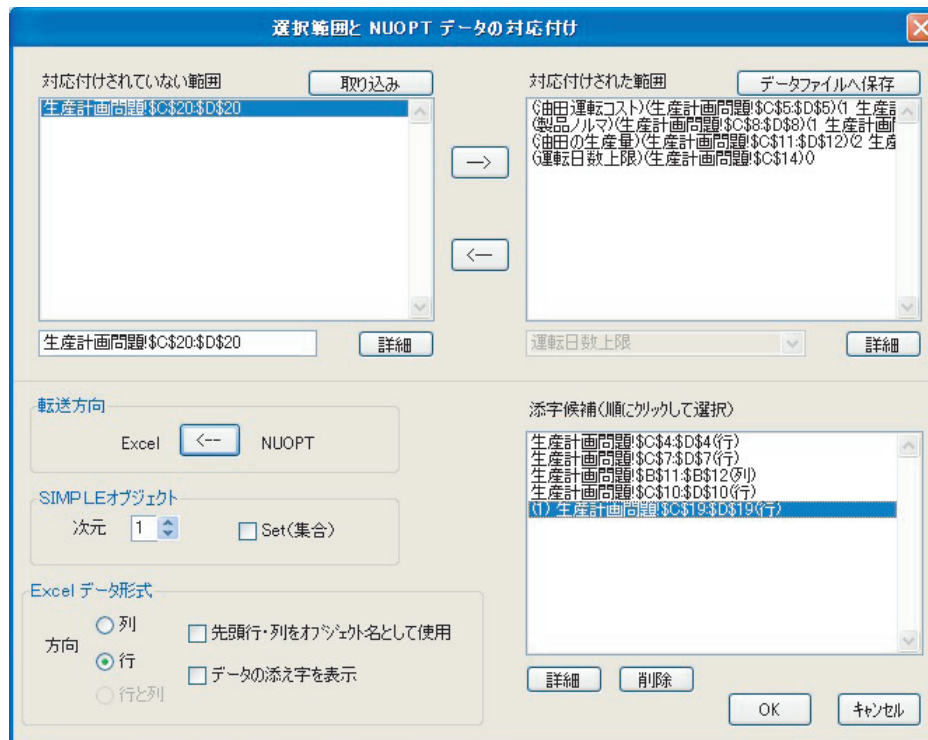 選択範囲と NUOPT データの対応付け
対応付けされていない範囲
取り込み
生産計画問題!$C$20:$D$20
対応付けされた範囲
データファイルへ保存
(油田運転コスト)(生産計画問題!$C$5:$D$5)(1 生産計
(製品ノルマ)(生産計画問題!$C$8:$D$8)(1 生産計画
(油田の生産量)(生産計画問題!$C$11:$D$12)(2 生産
(運転日数上限)(生産計画問題!$C$14)()
-->
<--
生産計画問題!$C$20:$D$20
詳細
運転日数上限
詳細
転送方向
Excel
<--
NUOPT
SIMPLEオブジェクト
次元
1
Set(集合)
Excel データ形式
方向
列
行
行と列
先頭行・列をオブジェクト名として使用
データの添え字を表示
添字候補(順にクリックして選択)
生産計画問題!$C$4:$D$4(行)
生産計画問題!$C$7:$D$7(行)
生産計画問題!$B$11:$B$12(列)
生産計画問題!$C$10:$D$10(行)
(1) 生産計画問題!$C$19:$D$19(行)
詳細
削除
OK
キャンセル